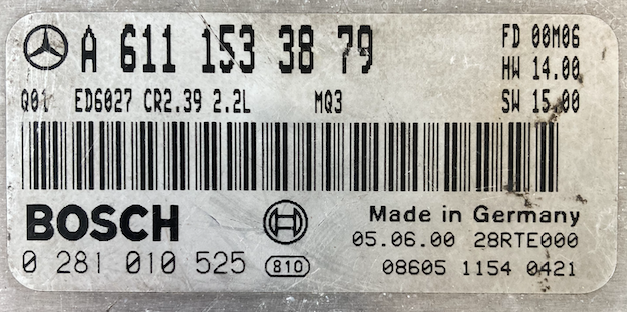 A 611 153 38 79
FD 00M06
HW 14.00
Q01 ED6027 CR2.39 2.2L MQ3
SW 15.00
BOSCH
Made in Germany
05.06.00 28RTE000
0 281 010 525 810
08605 1154 0421